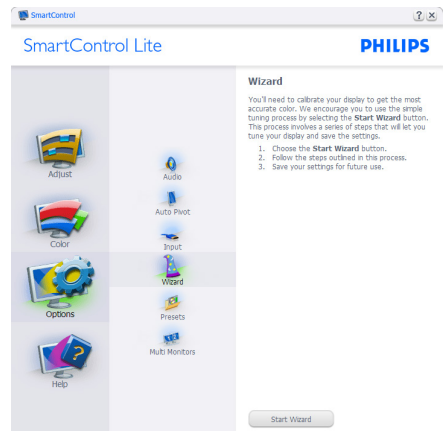 SmartControl
? ×
SmartControl Lite
PHILIPS
Adjust
Color
Options
Help
Audio
Auto Pivot
Input
Wizard
Presets
Multi Monitors
Wizard
You'll need to calibrate your display to get the most
accurate color. We encourage you to use the simple
tuning process by selecting the Start Wizard button.
This process involves a series of steps that will let you
tune your display and save the settings.
1. Choose the Start Wizard button.
2. Follow the steps outlined in this process.
3. Save your settings for future use.
Start Wizard